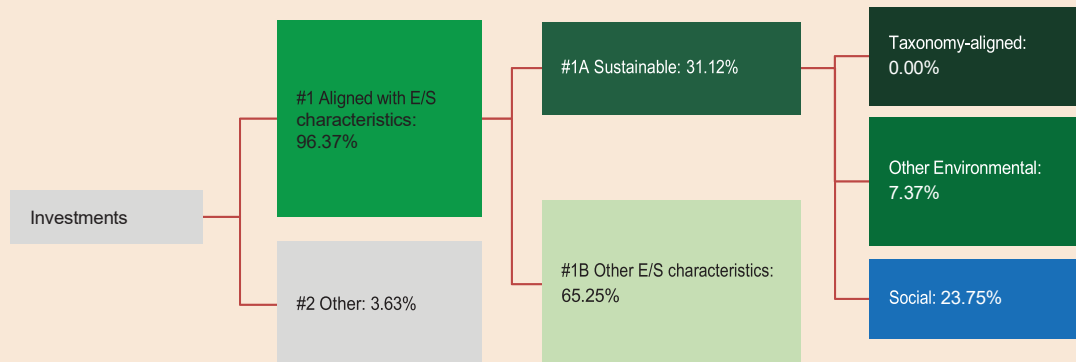 Investments
#1 Aligned with E/S
characteristics:
96.37%
#2 Other: 3.63%
#1A Sustainable: 31.12%
#1B Other E/S characteristics:
65.25%
Taxonomy-aligned:
0.00%
Other Environmental:
7.37%
Social: 23.75%